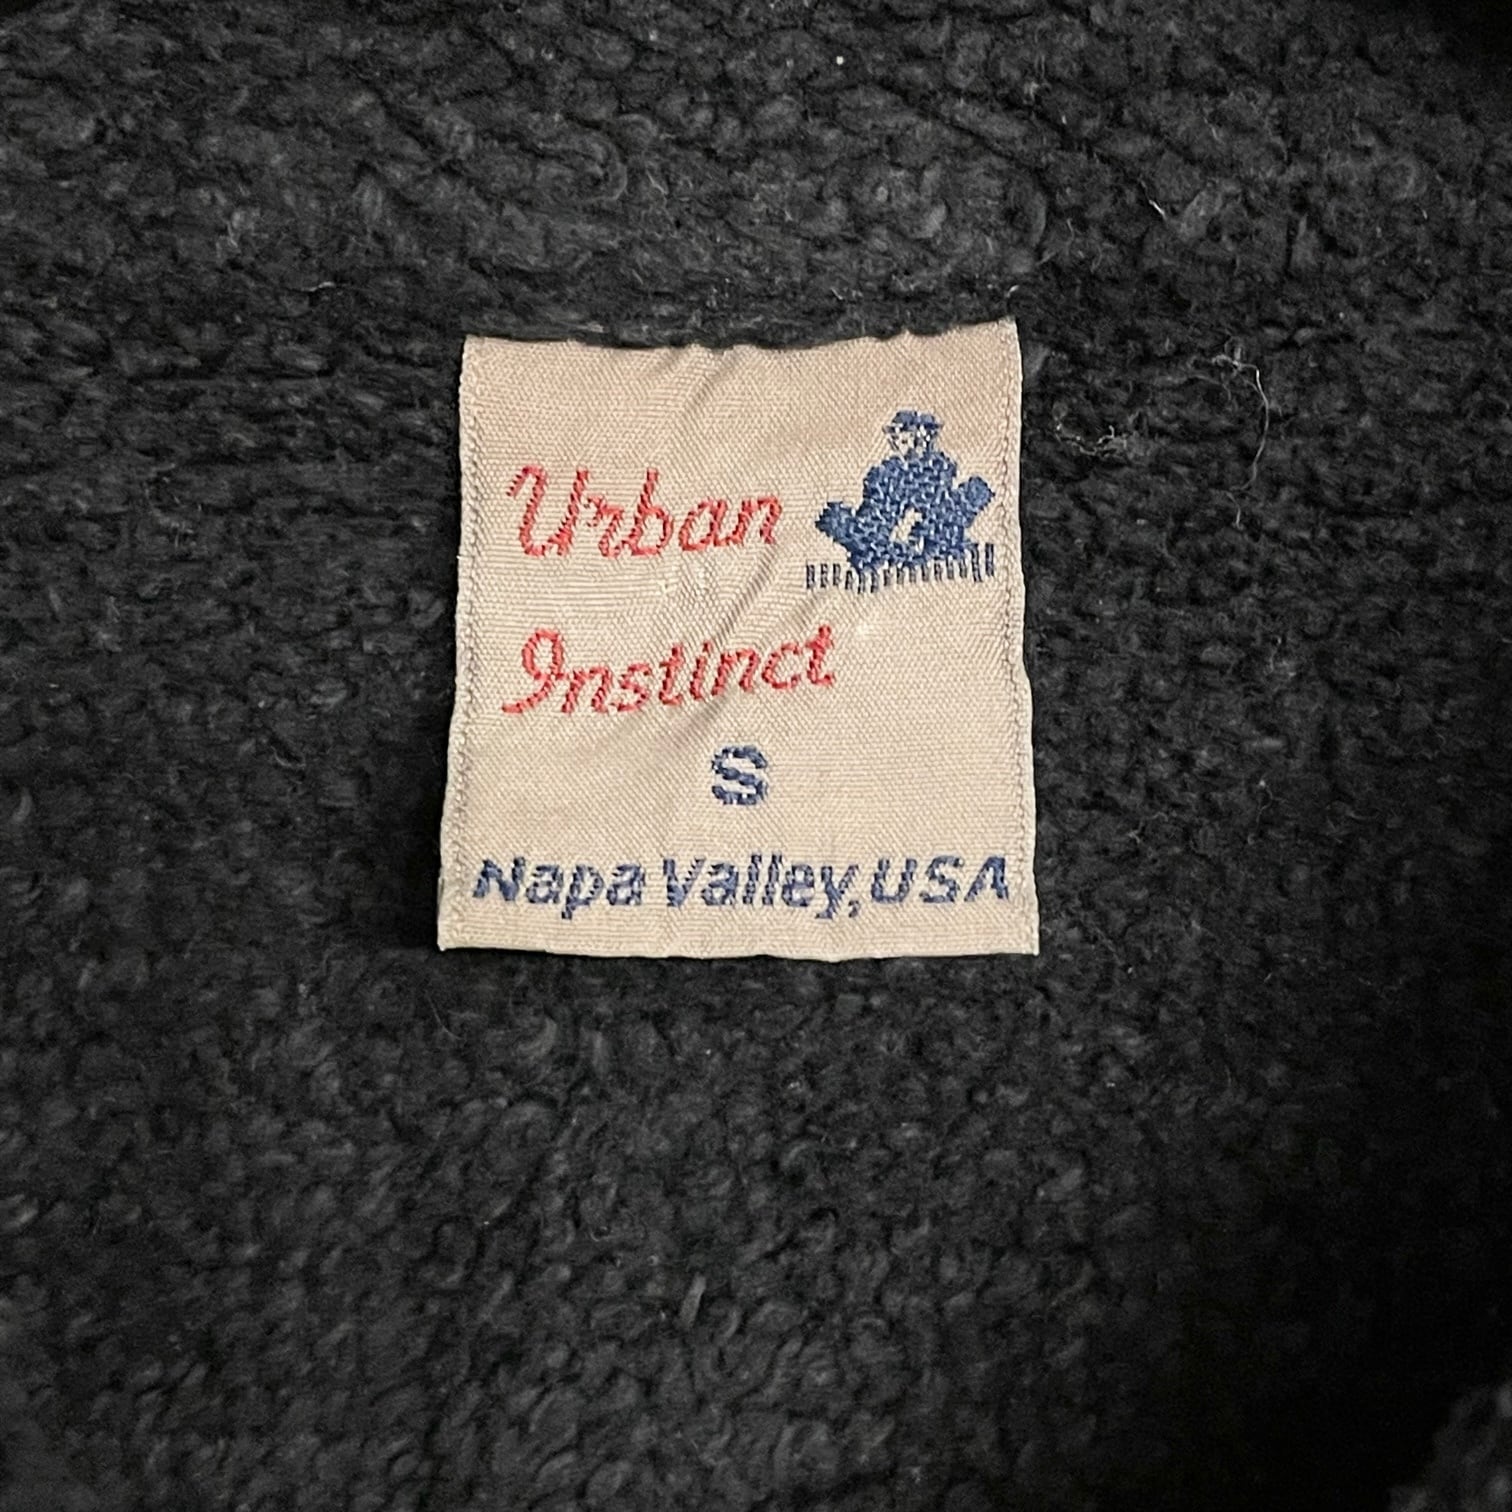 Urban
Instinct
S
Napa Valley, USA